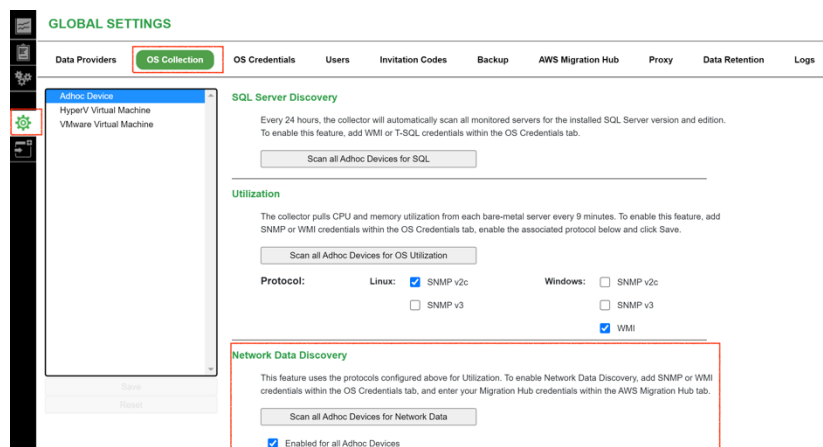 GLOBAL SETTINGS
Data Providers OS Collection OS Credentials Users Invitation Codes Backup AWS Migration Hub Proxy Data Retention Logs
Adhoc Device
HyperV Virtual Machine
VMware Virtual Machine
Save
Reset
SQL Server Discovery
Every 24 hours, the collector will automatically scan all monitored servers for the installed SQL Server version and edition.
To enable this feature, add WMI or T-SQL credentials within the OS Credentials tab.
Scan all Adhoc Devices for SQL
Utilization
The collector pulls CPU and memory utilization from each bare-metal server every 9 minutes. To enable this feature, add
SNMP or WMI credentials within the OS Credentials tab, enable the associated protocol below and click Save.
Scan all Adhoc Devices for OS Utilization
Protocol: Linux: SNMP v2c Windows: SNMP v2c
SNMP v3 SNMP v3
WMI
Network Data Discovery
This feature uses the protocols configured above for Utilization. To enable Network Data Discovery, add SNMP or WMI
credentials within the OS Credentials tab, and enter your Migration Hub credentials within the AWS Migration Hub tab.
Scan all Adhoc Devices for Network Data
Enabled for all Adhoc Devices